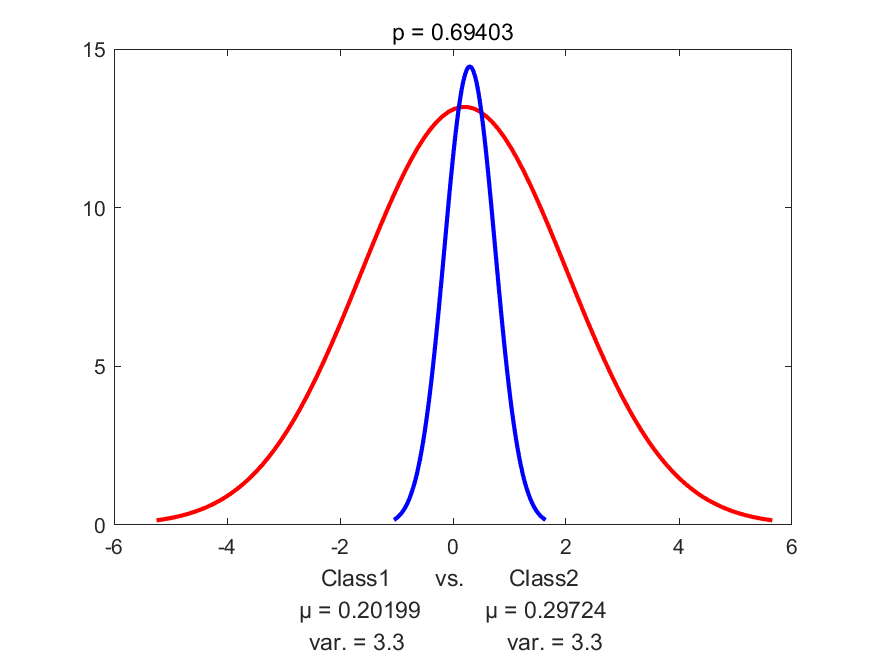 p = 0.69403
15
10
5
0
-6 -4 -2 0 2 4 6
Class1 vs. Class2
μ = 0.20199 μ = 0.29724
var. = 3.3 var. = 3.3